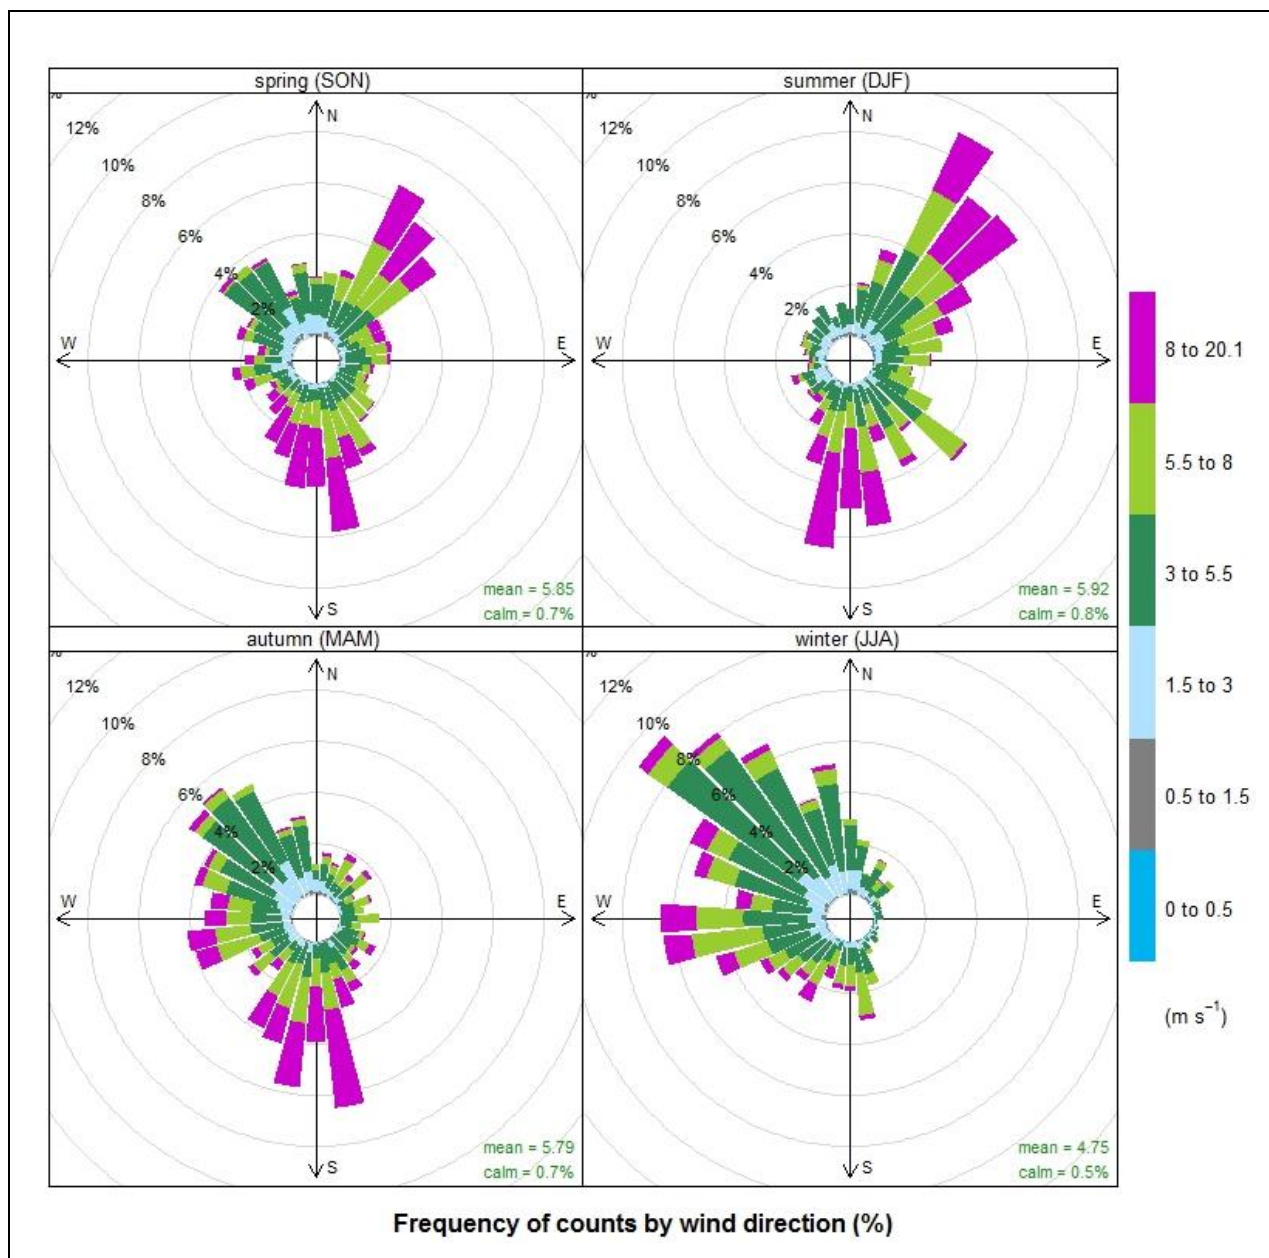 spring (SON)
summer (DJF)
12%
10%
8%
6%
4%
2%
N
E
S
W
mean = 5.85
calm = 0.7%
12%
10%
8%
6%
4%
2%
N
E
S
W
mean = 5.92
calm = 0.8%
autumn (MAM)
winter (JJA)
12%
10%
8%
6%
4%
2%
N
E
S
W
mean = 5.79
calm = 0.7%
12%
10%
8%
6%
4%
2%
N
E
S
W
mean = 4.75
calm = 0.5%
8 to 20.1
5.5 to 8
3 to 5.5
1.5 to 3
0.5 to 1.5
0 to 0.5
(m s⁻¹)
Frequency of counts by wind direction (%)